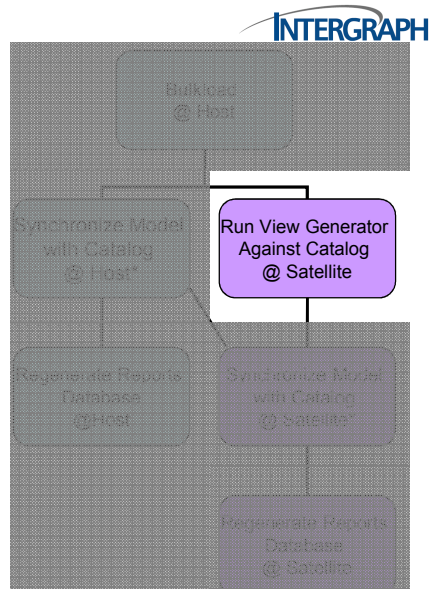 INTERGRAPH
Bulkload
@ Host
Synchronize Model
with Catalog
@ Host*
Run View Generator
Against Catalog
@ Satellite
Regenerate Reports
Database
@Host
Synchronize Model
with Catalog
@ Satellite*
Regenerate Reports
Database
@ Satellite